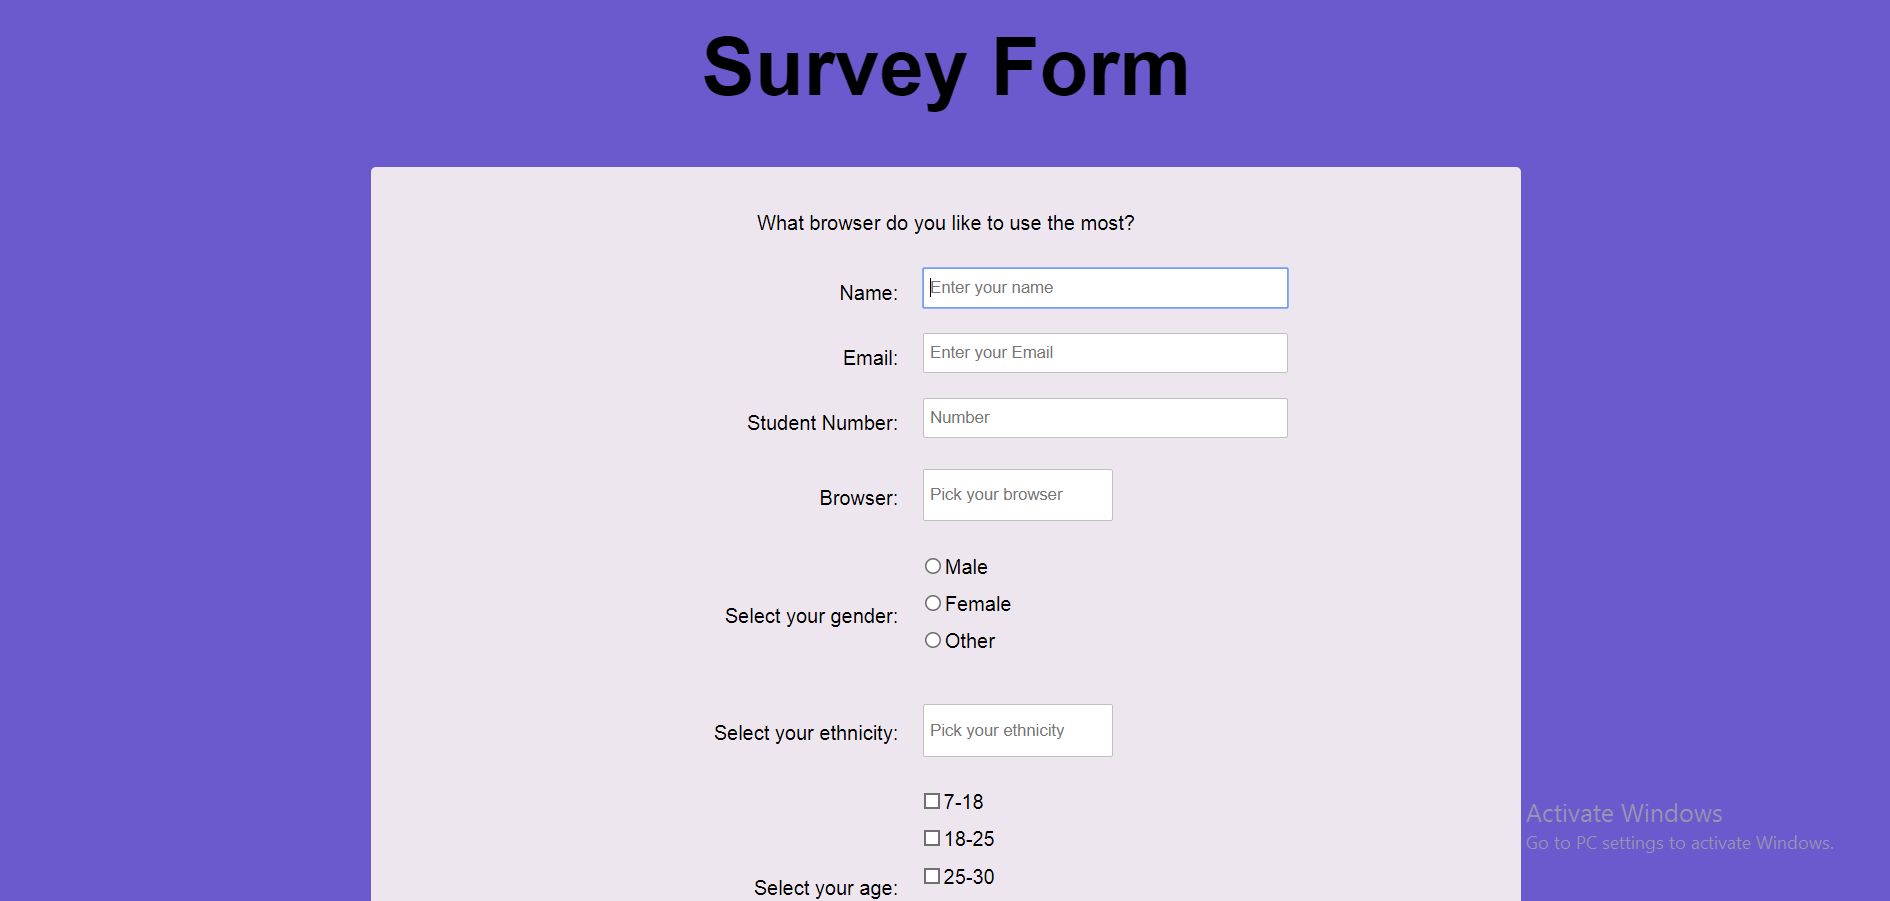 Survey Form
What browser do you like to use the most?
Name: Enter your name
Email: Enter your Email
Student Number: Number
Browser: Pick your browser
Male
Female
Select your gender:
Other
Select your ethnicity: Pick your ethnicity
7-18
18-25
25-30
Select your age:
Activate Windows
Go to PC settings to activate Windows.